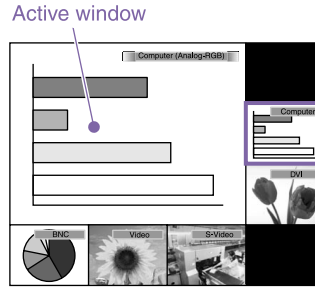 Active window
Computer (Analog-RGB)
Computer
DVI
BNC
Video
S-Video